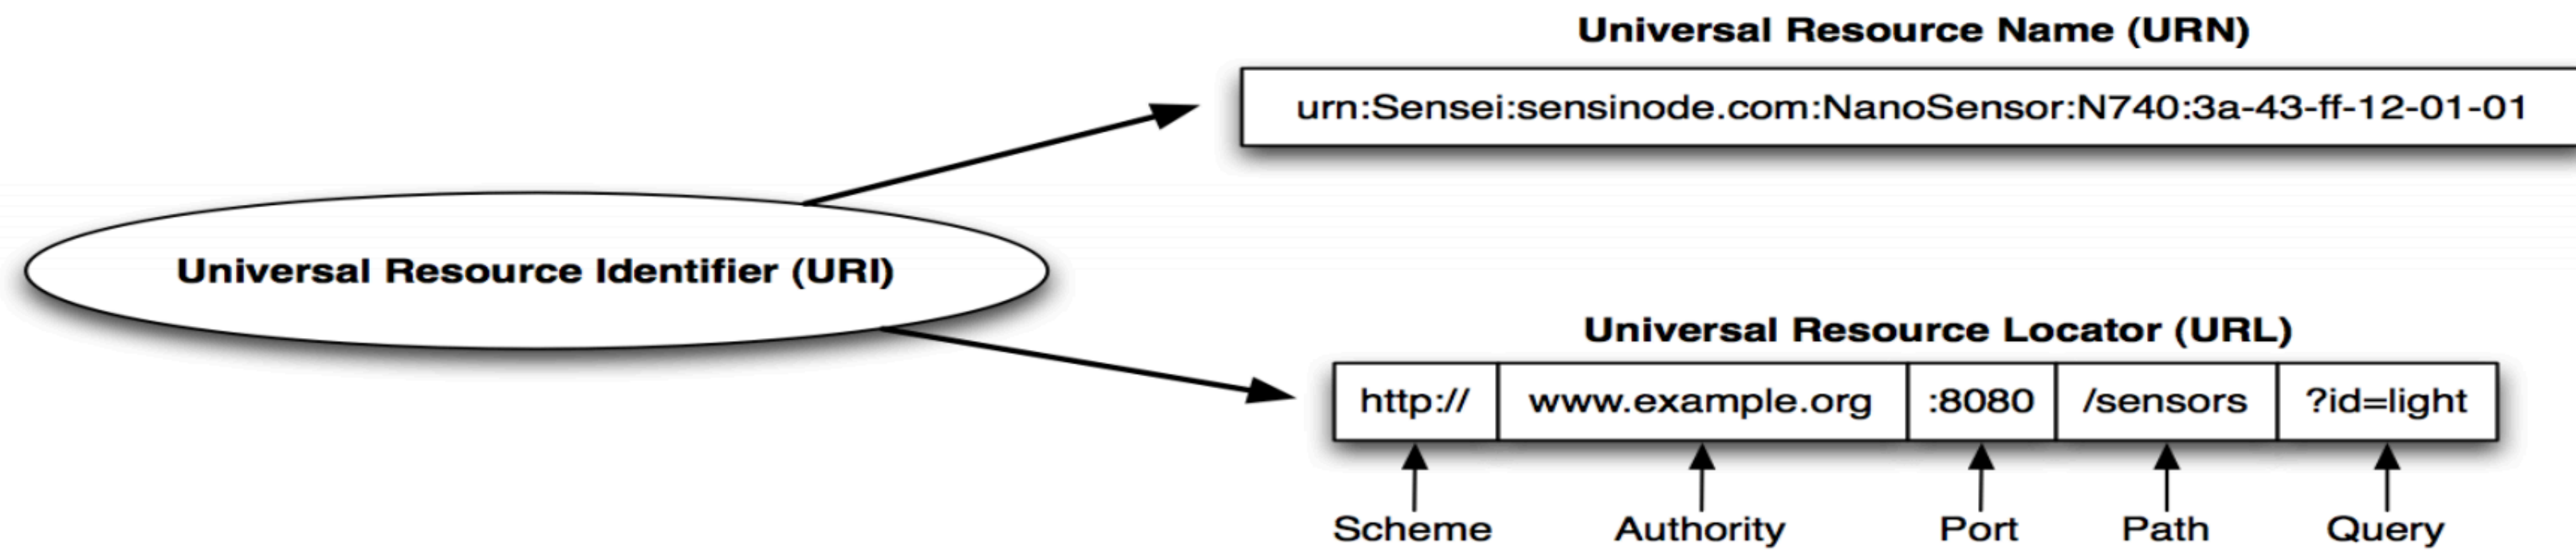 Universal Resource Name (URN)
urn:Sensei:sensinode.com:NanoSensor:N740:3a-43-ff-12-01-01
Universal Resource Identifier (URI)
Universal Resource Locator (URL)
http:// www.example.org :8080 /sensors ?id=light
Scheme Authority Port Path Query